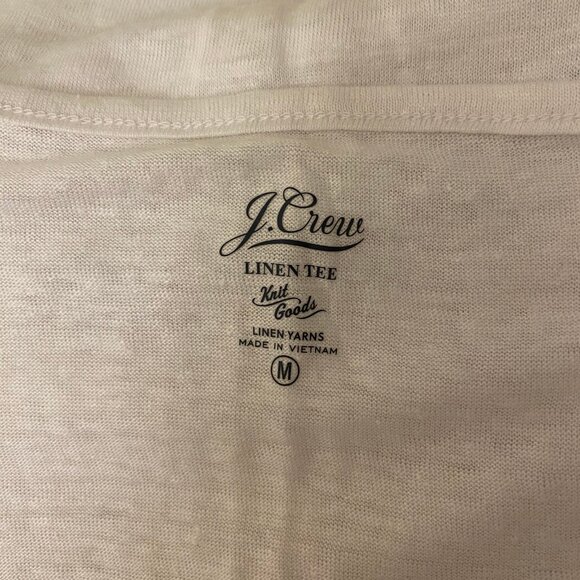 J.Crew
LINEN TEE
Knit
Goods
LINEN YARNS
MADE IN VIETNAM
M